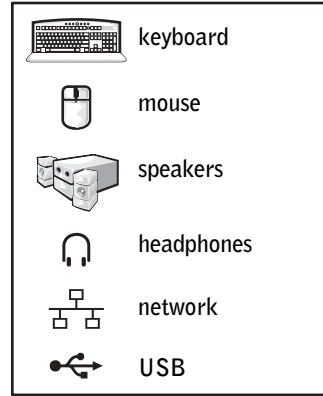 keyboard
mouse
speakers
headphones
network
USB